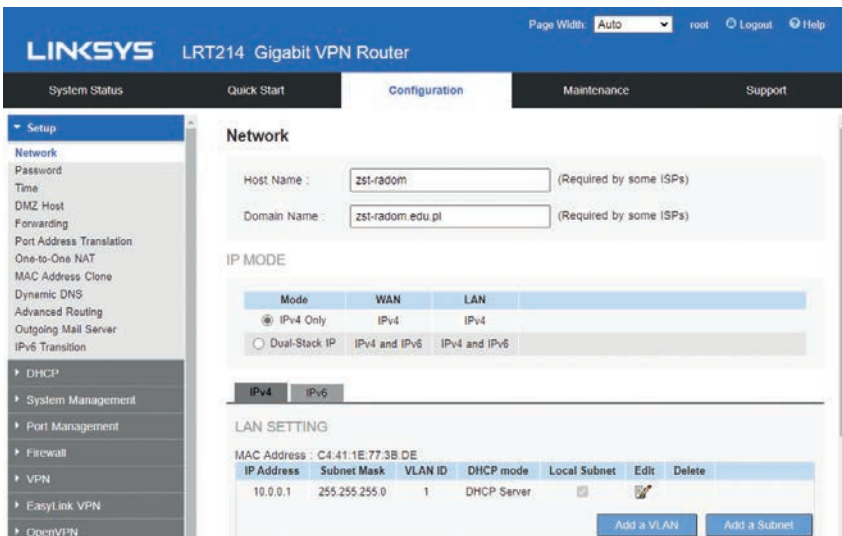 Page Width: Auto root Logout Help
LINKSYS LRT214 Gigabit VPN Router
System Status Quick Start Configuration Maintenance Support
Setup
Network
Password
Time
DMZ Host
Forwarding
Port Address Translation
One-to-One NAT
MAC Address Clone
Dynamic DNS
Advanced Routing
Outgoing Mail Server
IPv6 Transition
DHCP
System Management
Port Management
Firewall
VPN
EasyLink VPN
OpenVPN
Network
Host Name : zst-radom (Required by some ISPs)
Domain Name : zst-radom.edu.pl (Required by some ISPs)
IP MODE
Mode WAN LAN
IPv4 Only IPv4 IPv4
Dual-Stack IP IPv4 and IPv6 IPv4 and IPv6
IPv4 IPv6
LAN SETTING
MAC Address : C4:41:1E:77:3B:DE
IP Address Subnet Mask VLAN ID DHCP mode Local Subnet Edit Delete
10.0.0.1 255.255.255.0 1 DHCP Server
Add a VLAN Add a Subnet